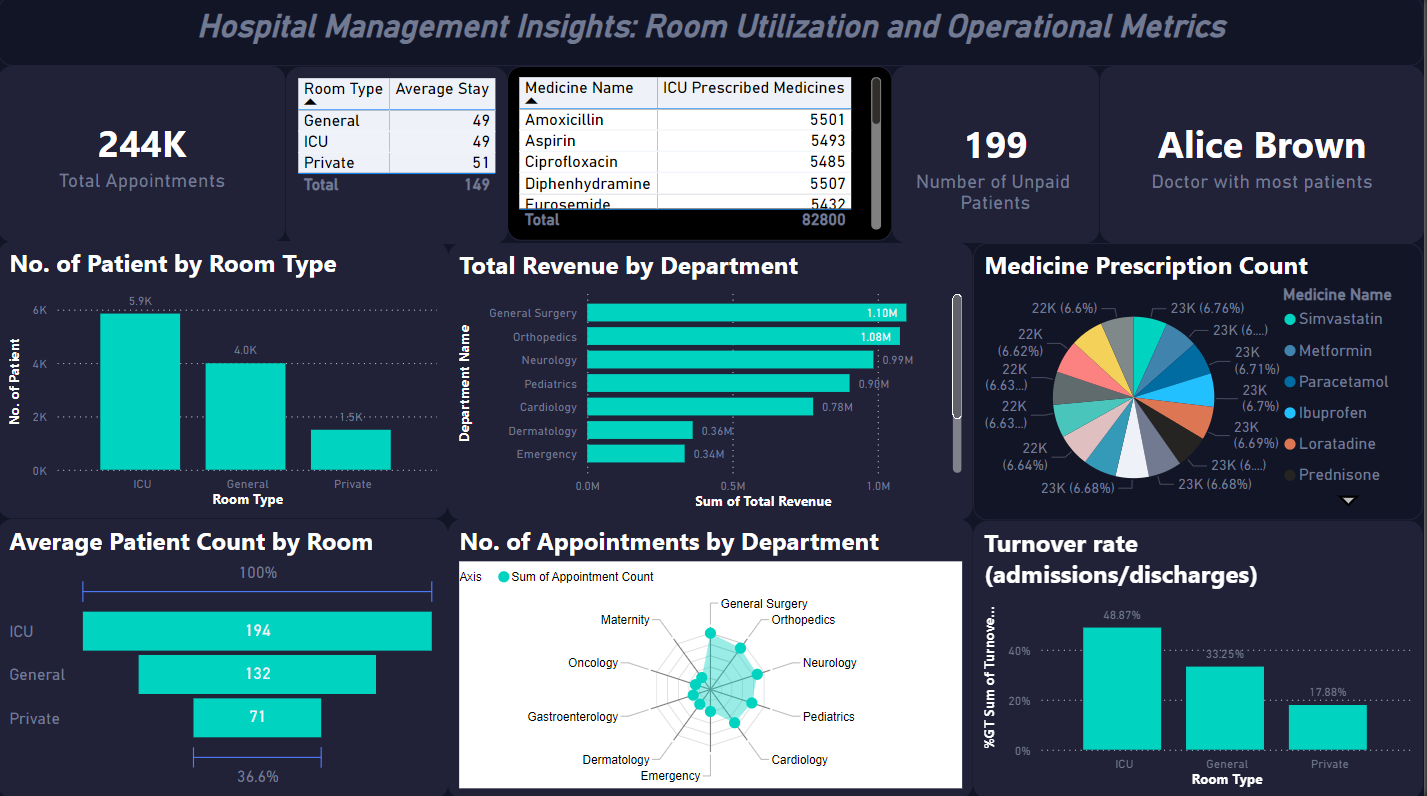 Hospital Management Insights: Room Utilization and Operational Metrics
244K
Total Appointments
Room Type Average Stay
General 49
ICU 49
Private 51
Total 149
Medicine Name ICU Prescribed Medicines
Amoxicillin 5501
Aspirin 5493
Ciprofloxacin 5485
Diphenhydramine 5507
Furosemide 5432
Total 82800
199
Number of Unpaid
Patients
Alice Brown
Doctor with most patients
No. of Patient by Room Type
No. of Patient
6K
4K
2K
0K
5.9K
4.0K
1.5K
ICU
General
Private
Room Type
Total Revenue by Department
Department Name
General Surgery 1.10M
Orthopedics 1.08M
Neurology 0.99M
Pediatrics 0.90M
Cardiology 0.78M
Dermatology 0.36M
Emergency 0.34M
0.0M 0.5M 1.0M
Sum of Total Revenue
Medicine Prescription Count
23K (6.76%)
23K (6....)
23K
(6.71%)
23K
(6.7%)
23K
(6.69%)
23K (6....)
23K (6.68%)
23K (6.68%)
22K
(6.64%)
22K
(6.63...)
22K
(6.63...)
22K
(6.62%)
22K (6.6%)
Medicine Name
Simvastatin
Metformin
Paracetamol
Ibuprofen
Loratadine
Prednisone
Average Patient Count by Room
100%
ICU 194
General 132
Private 71
36.6%
No. of Appointments by Department
Axis Sum of Appointment Count
General Surgery
Orthopedics
Neurology
Pediatrics
Cardiology
Emergency
Dermatology
Gastroenterology
Oncology
Maternity
Turnover rate
(admissions/discharges)
%GT Sum of Turnove...
40%
20%
0%
48.87%
33.25%
17.88%
ICU
General
Private
Room Type